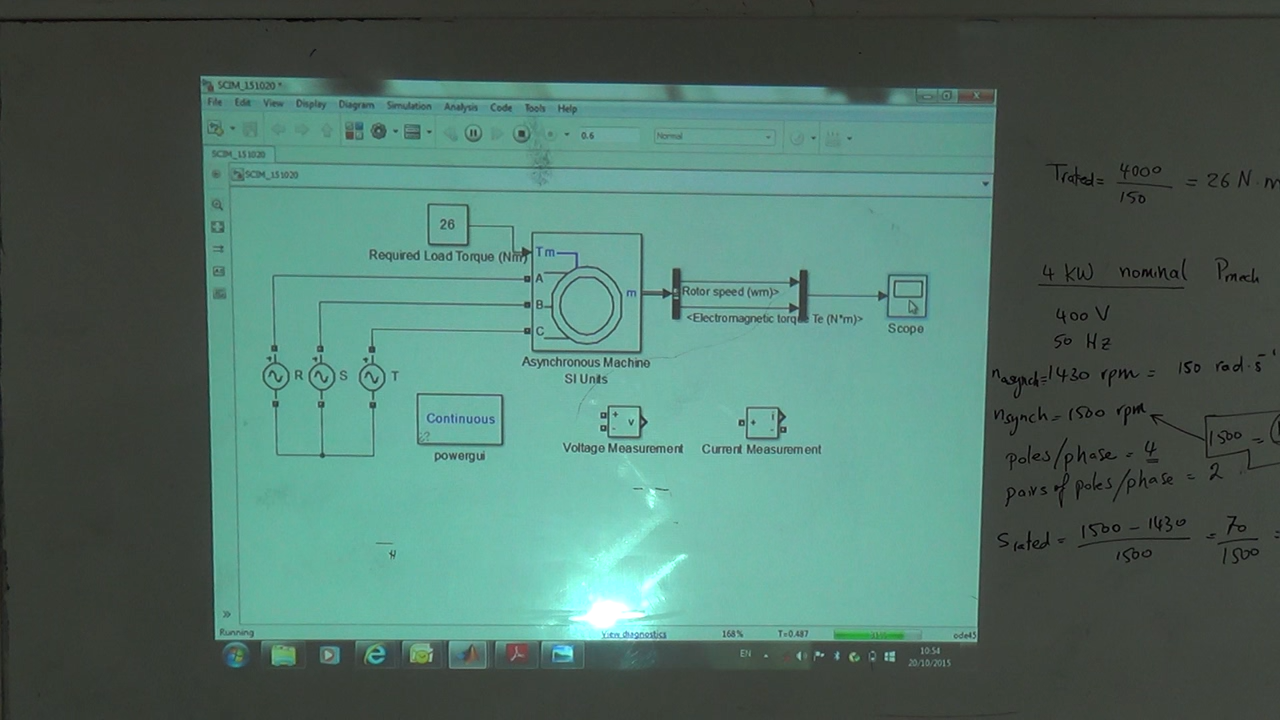 SCIM_151020 *
File Edit View Display Diagram Simulation Analysis Code Tools Help
0.6 Normal
SCIM_151020
SCIM_151020
26
Required Load Torque (Nm)
Tm
A
B
C
m
Asynchronous Machine
SI Units
Rotor speed (wm)>
<Electromagnetic torque Te (N*m)>
Scope
R S T
Continuous
powergui
+
-
v
Voltage Measurement
+
-
i
Current Measurement
Running View diagnostics 168% T=0.487 ode45
EN 10:54
20/10/2015
Trated = 4000 / 150 = 26 N m
4 KW nominal Pmech
400 V
50 Hz
nasynch = 1430 rpm = 150 rad·s-1
nsynch = 1500 rpm
1500 =
poles/phase = 4
pairs of poles/phase = 2
Srated = 1500 - 1430 / 1500 = 70 / 1500 =